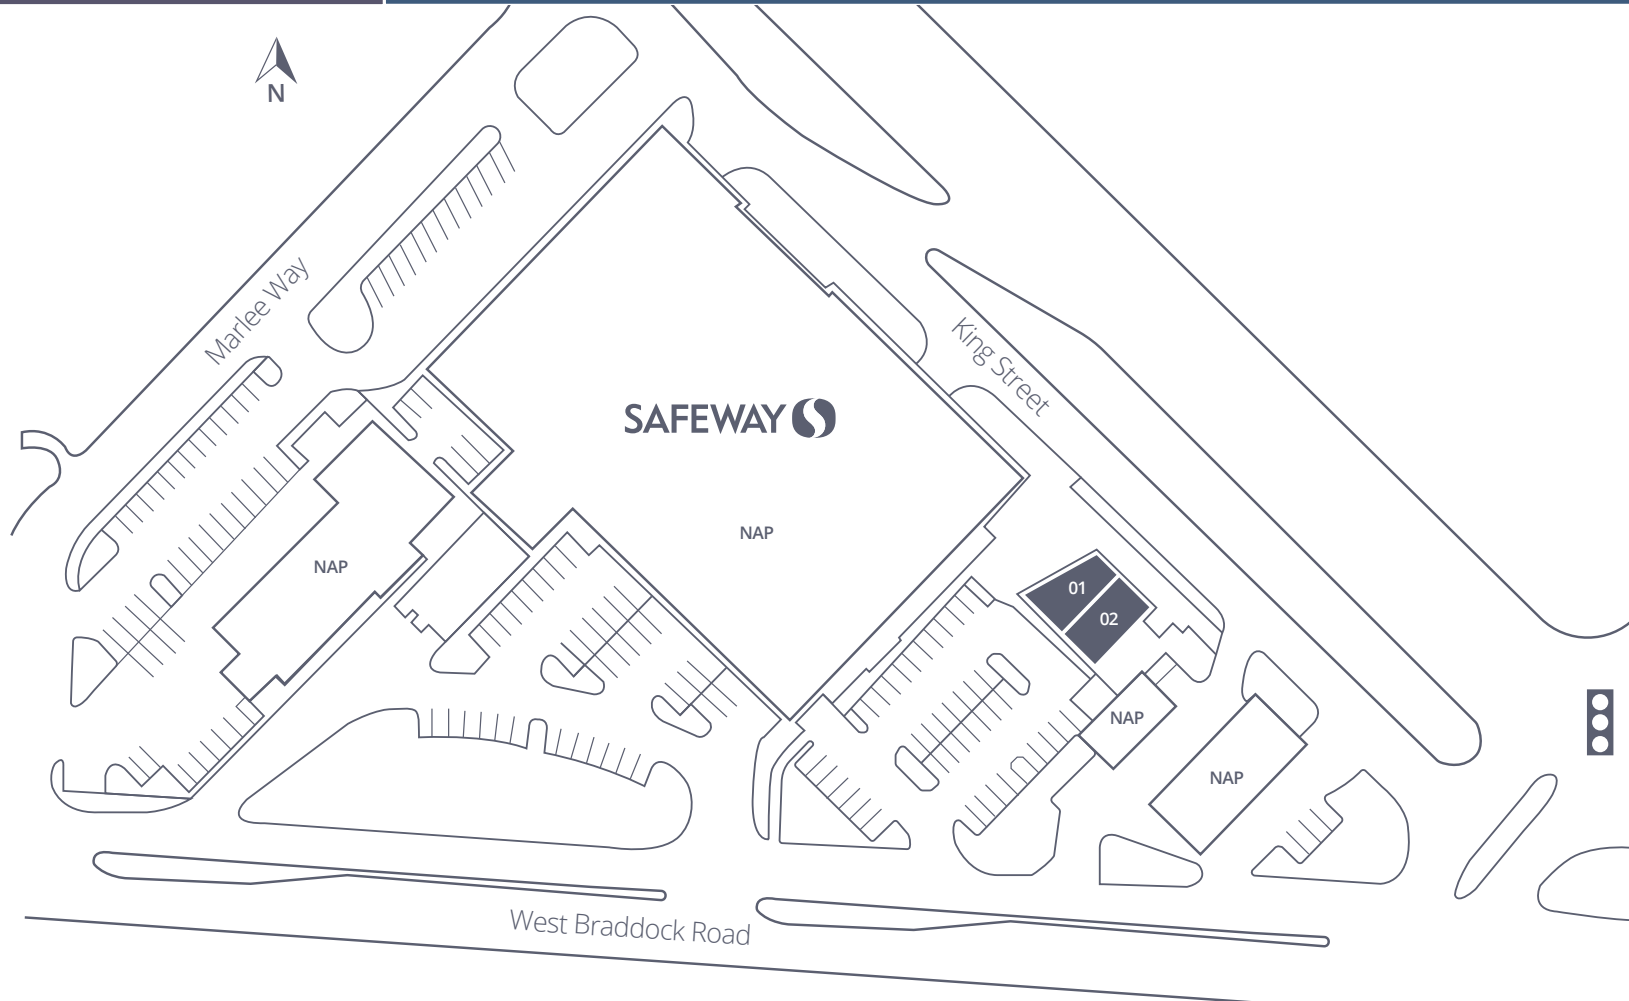 N
Marlee Way
King Street
SAFEWAY
NAP
NAP
01
02
NAP
NAP
West Braddock Road